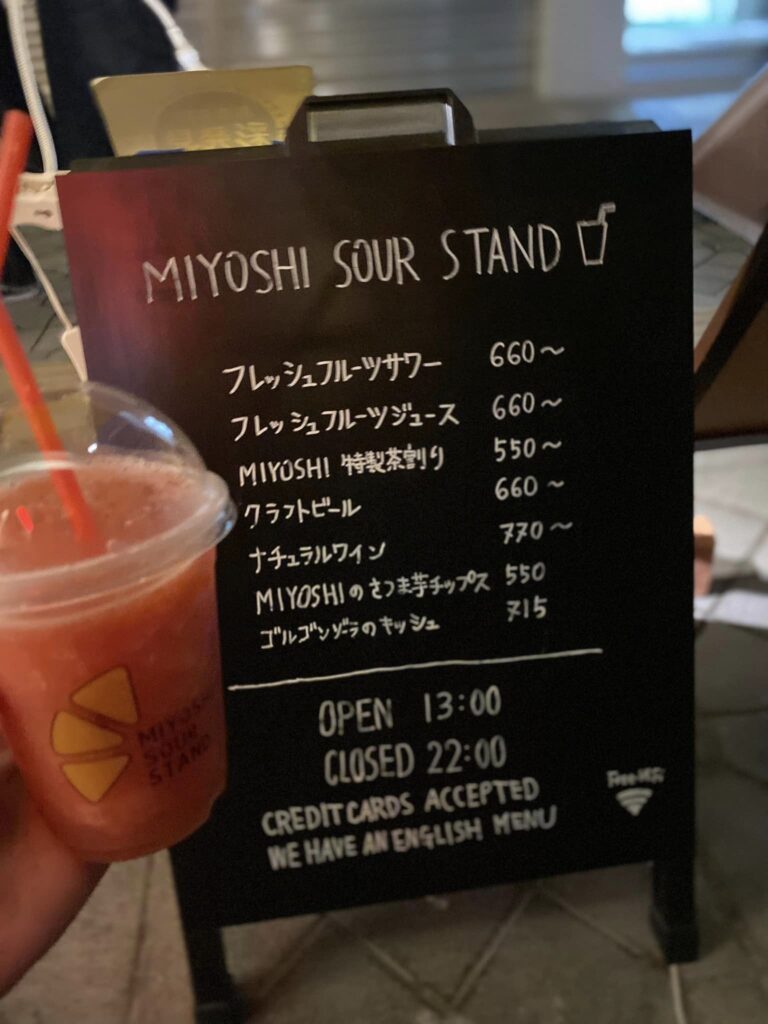 MIYOSHI SOUR STAND
フレッシュフルーツサワー 660〜
フレッシュフルーツジュース 660〜
MIYOSHI 特製茶割り 550〜
クラフトビール 660〜
ナチュラルワイン 770〜
MIYOSHIのさつま芋チップス 550
ゴルゴンゾーラのキッシュ 715
OPEN 13:00
CLOSED 22:00
CREDIT CARDS ACCEPTED
WE HAVE AN ENGLISH MENU
Free Wi-Fi
MIYOSHI
SOUR
STAND